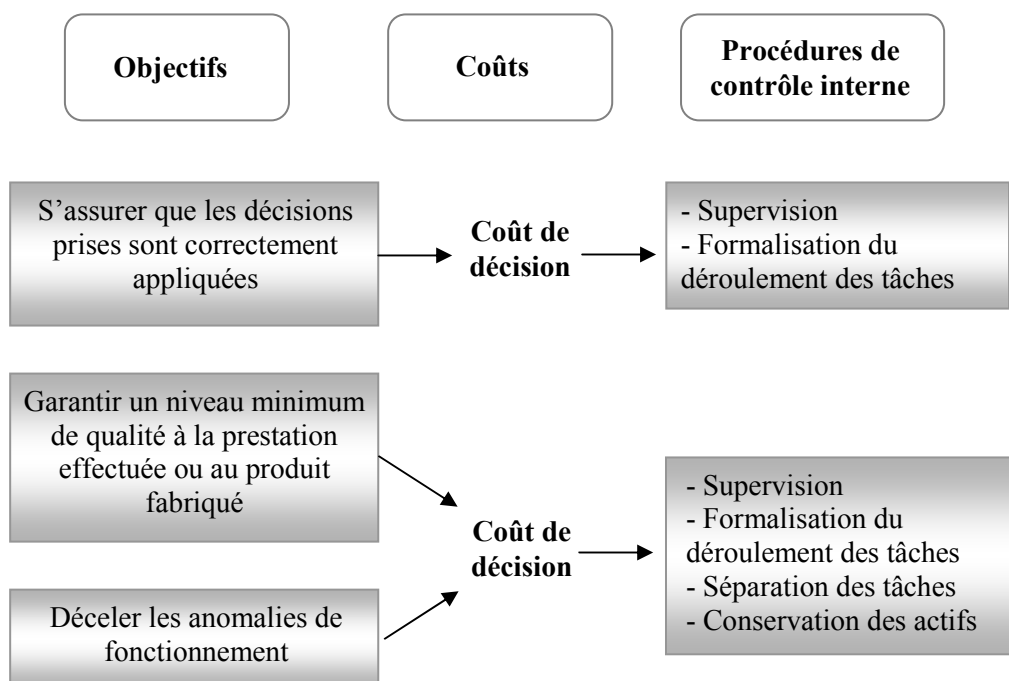 Objectifs
Coûts
Procédures de
contrôle interne
S’assurer que les décisions
prises sont correctement
appliquées
Coût de
décision
- Supervision
- Formalisation du
déroulement des tâches
Garantir un niveau minimum
de qualité à la prestation
effectuée ou au produit
fabriqué
Déceler les anomalies de
fonctionnement
Coût de
décision
- Supervision
- Formalisation du
déroulement des tâches
- Séparation des tâches
- Conservation des actifs